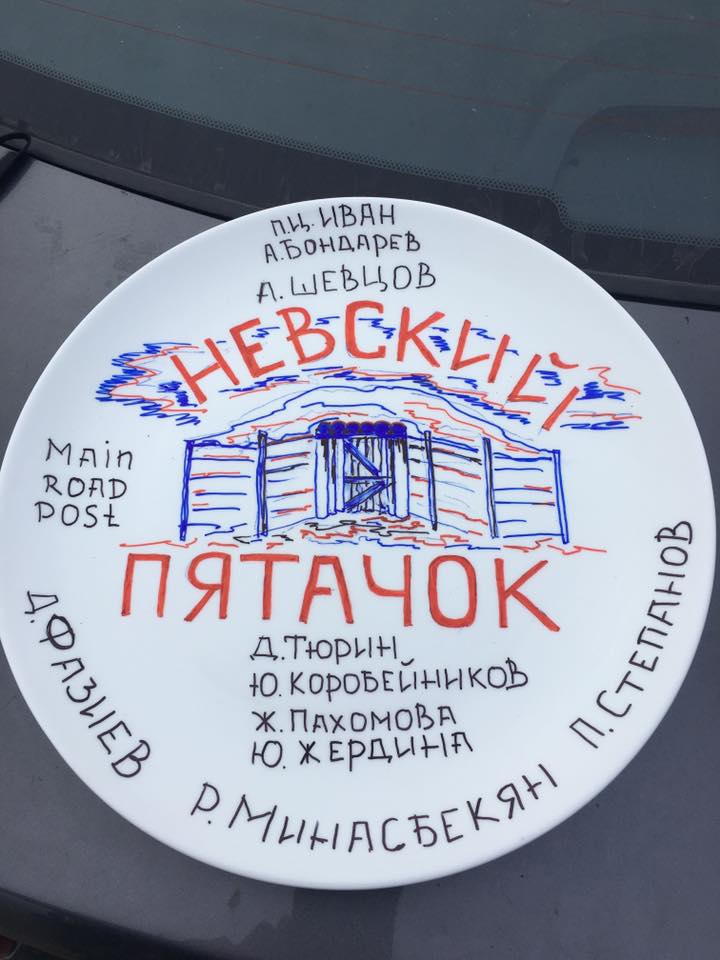 П.Ц. ИВАН
А. БОНДАРЕВ
А. ШЕВЦОВ
НЕВСКИЙ
MAin
ROAD
POSt
ПЯТАЧОК
Д. ТЮРИН
Ю. КОРОБЕЙНИКОВ
Ж. ПАХОМОВА
Ю. ЖЕРДИНА
Д. ФАЗИЕВ
Р. МИНАСБЕКЯН
П. СТЕПАНОВ